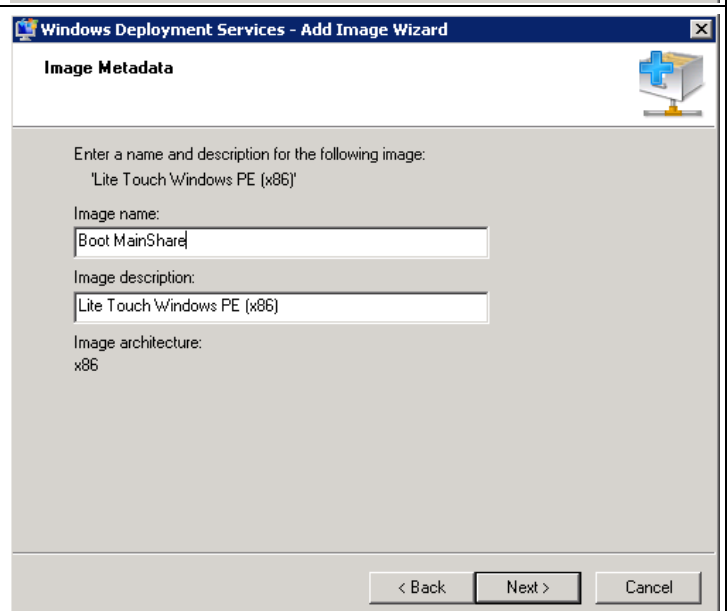 Windows Deployment Services - Add Image Wizard
Image Metadata
Enter a name and description for the following image:
'Lite Touch Windows PE (x86)'
Image name:
Boot MainShare
Image description:
Lite Touch Windows PE (x86)
Image architecture:
x86
< Back Next > Cancel